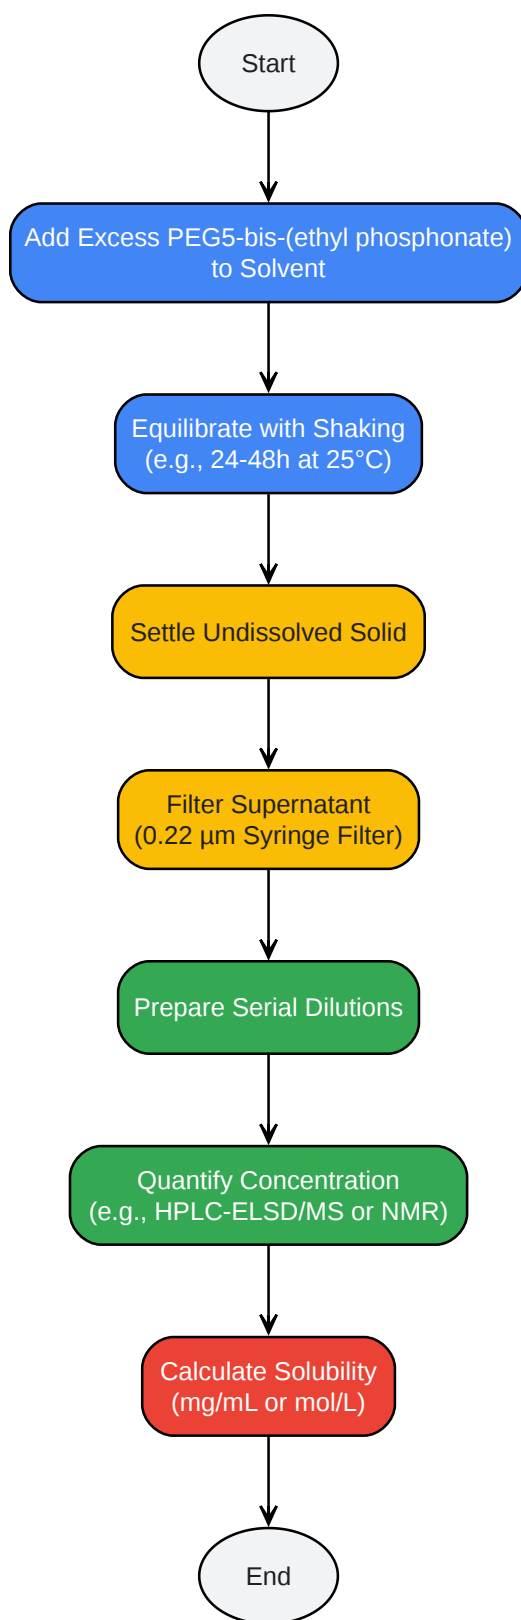 Start
Add Excess PEG5-bis-(ethyl phosphonate)
to Solvent
Equilibrate with Shaking
(e.g., 24-48h at 25°C)
Settle Undissolved Solid
Filter Supernatant
(0.22 µm Syringe Filter)
Prepare Serial Dilutions
Quantify Concentration
(e.g., HPLC-ELSD/MS or NMR)
Calculate Solubility
(mg/mL or mol/L)
End